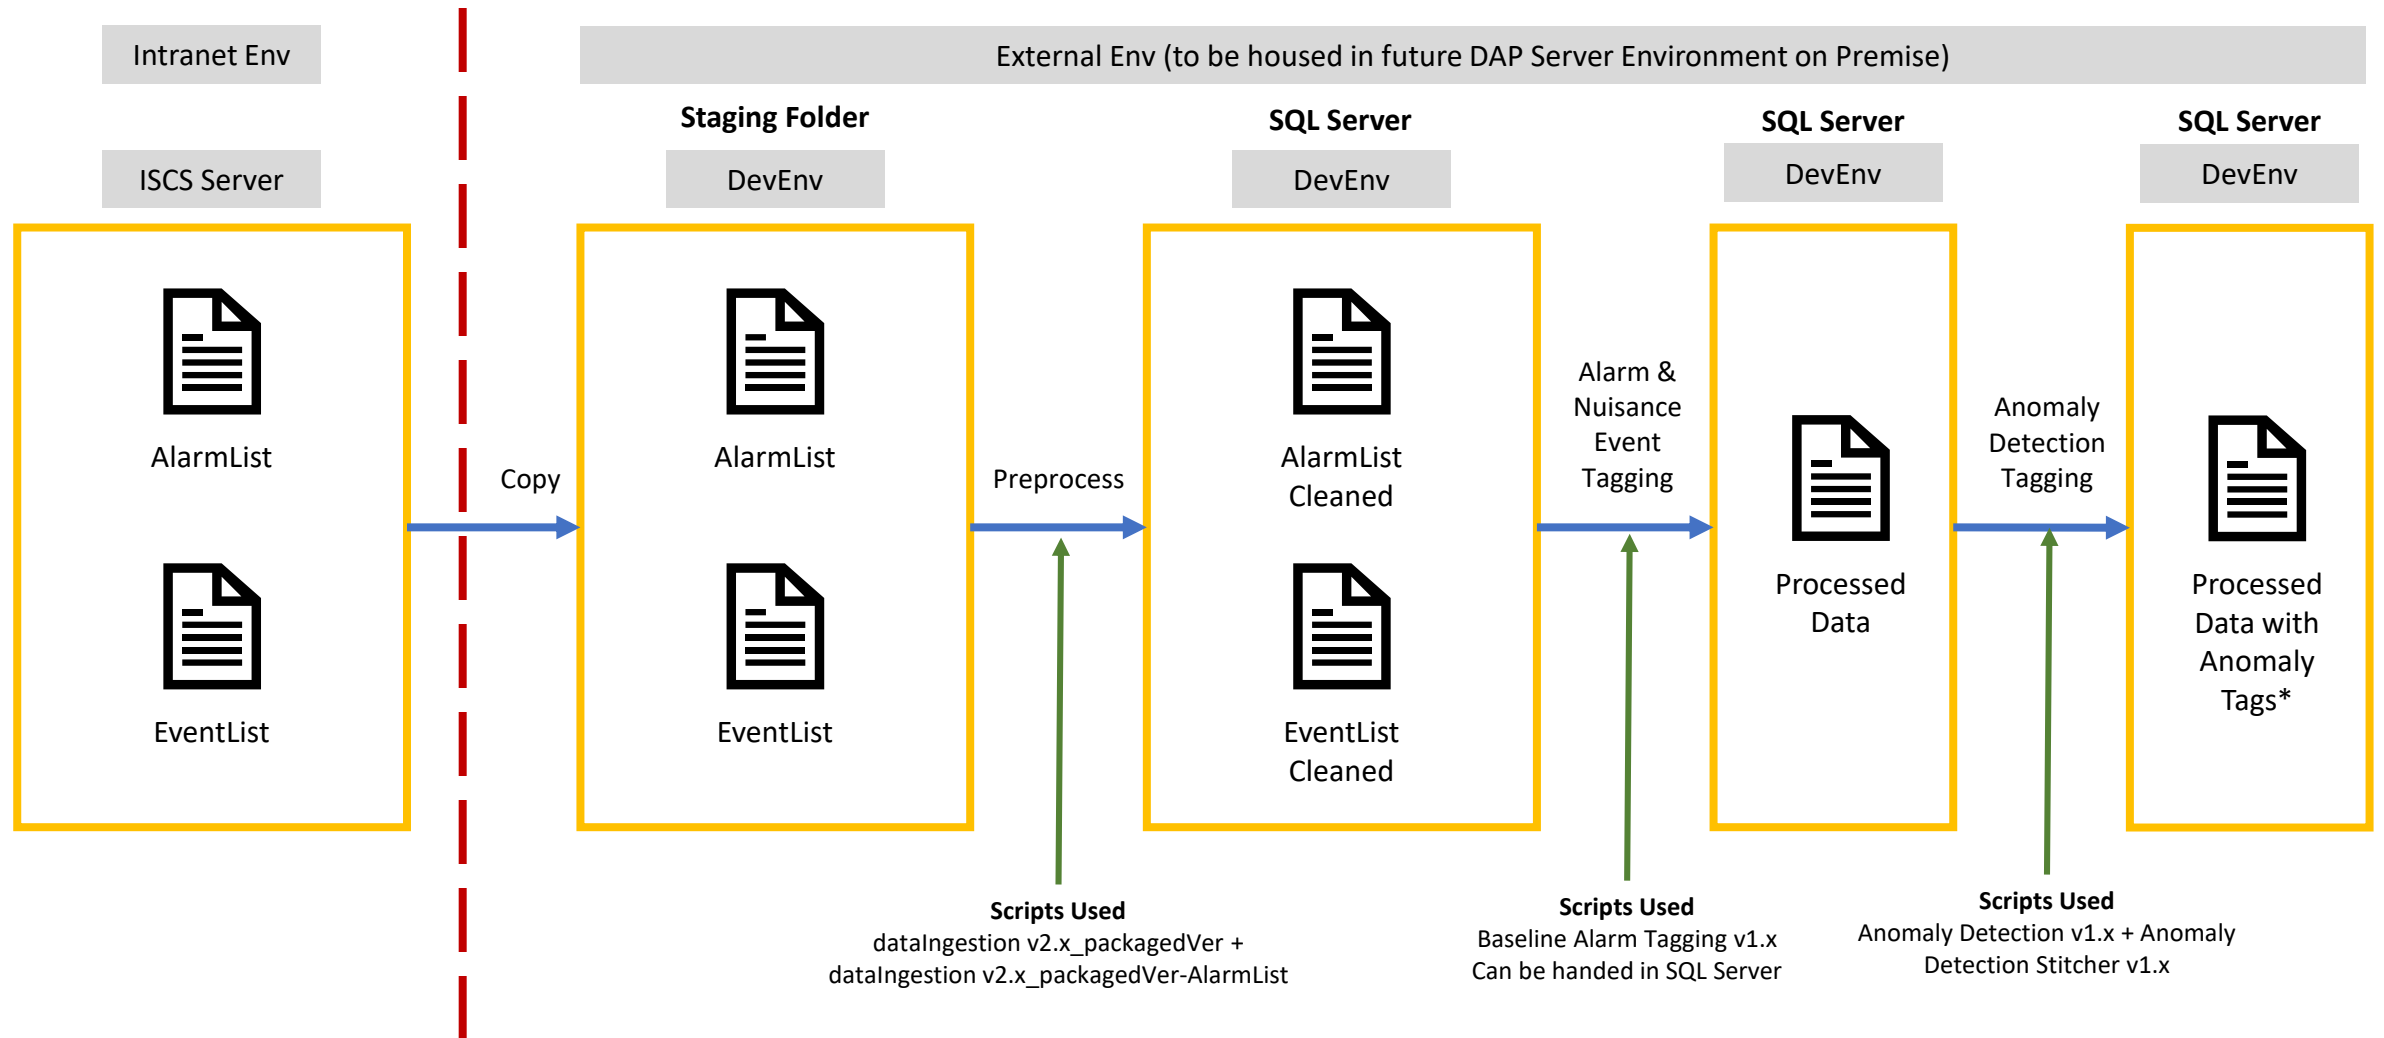 Intranet Env
External Env (to be housed in future DAP Server Environment on Premise)
Staging Folder
SQL Server
SQL Server
SQL Server
ISCS Server
DevEnv
DevEnv
DevEnv
DevEnv
AlarmList
EventList
Copy
AlarmList
EventList
Preprocess
AlarmList
Cleaned
EventList
Cleaned
Alarm &
Nuisance
Event
Tagging
Processed
Data
Anomaly
Detection
Tagging
Processed
Data with
Anomaly
Tags*
Scripts Used
dataIngestion v2.x_packagedVer +
dataIngestion v2.x_packagedVer-AlarmList
Scripts Used
Baseline Alarm Tagging v1.x
Can be handed in SQL Server
Scripts Used
Anomaly Detection v1.x + Anomaly
Detection Stitcher v1.x